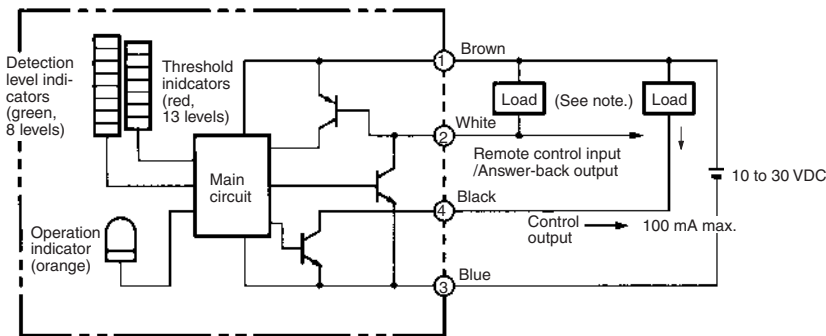 Detection
level indi-
cators
(green,
8 levels)
Threshold
inidcators
(red,
13 levels)
Main
circuit
Operation
indicator
(orange)
1
Brown
Load
(See note.)
Load
2
White
Remote control input
/Answer-back output
10 to 30 VDC
4
Black
Control
output
100 mA max.
3
Blue